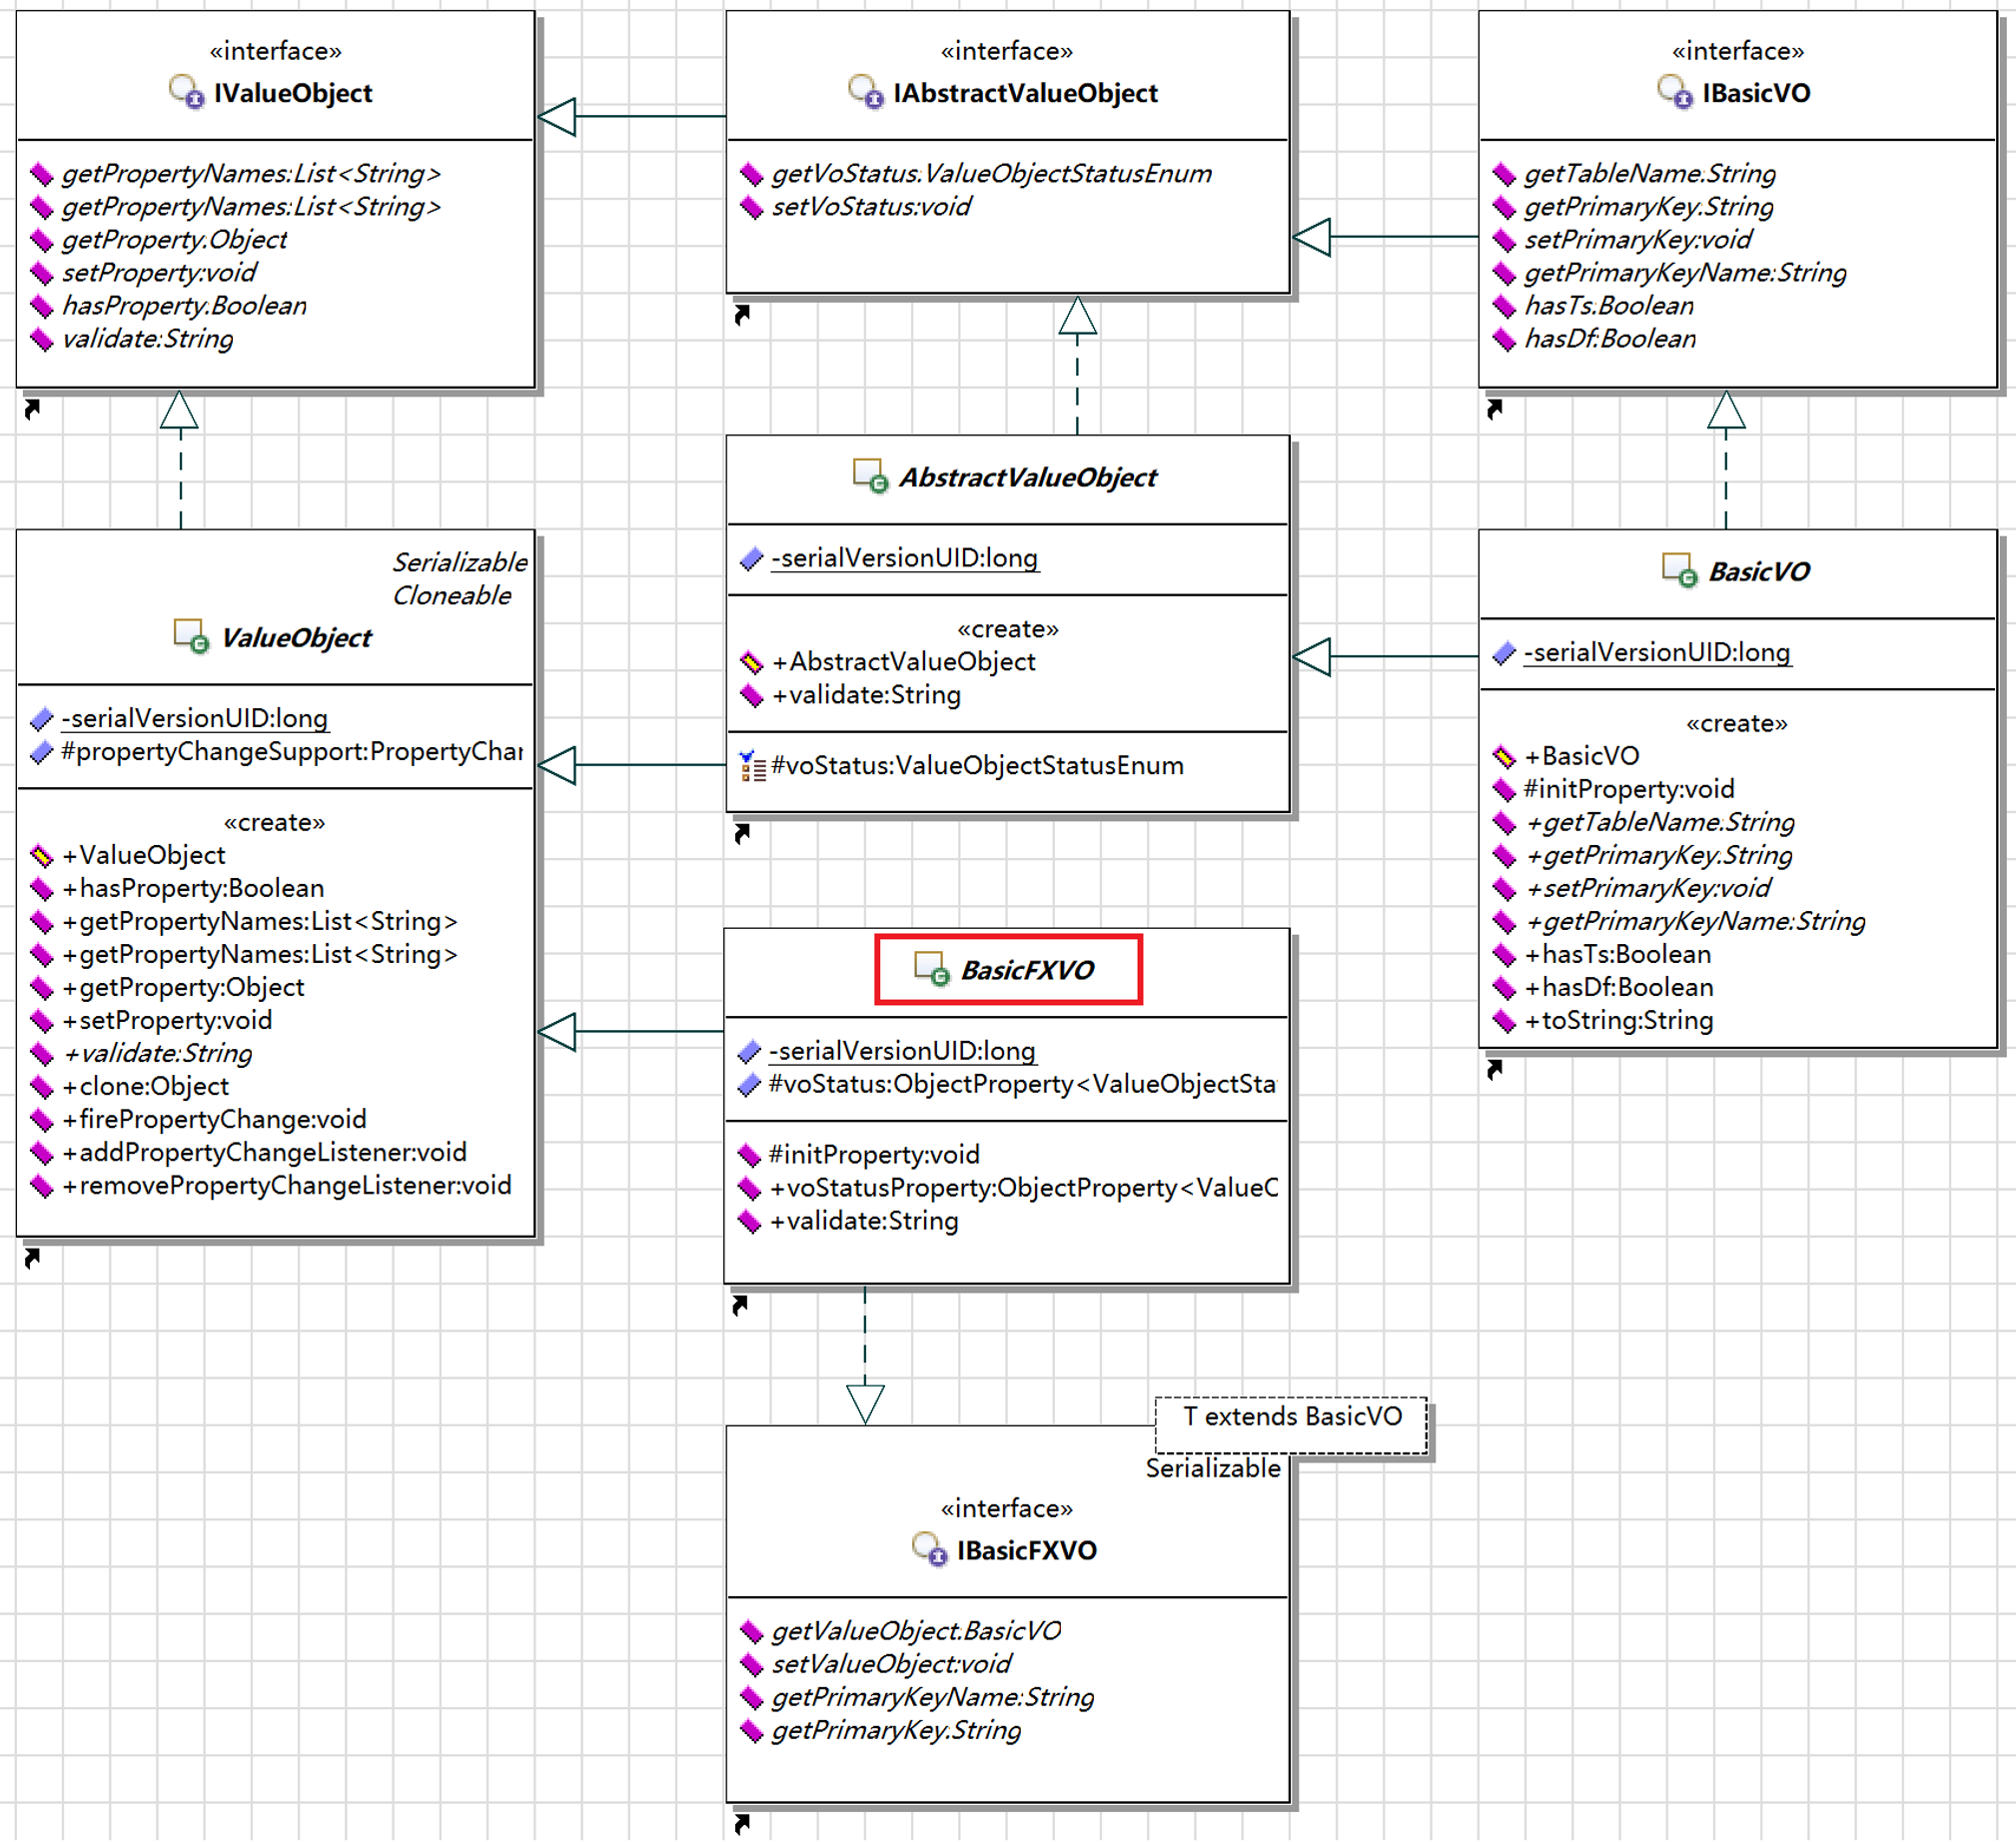 «interface»
IValueObject
getPropertyNames:List<String>
getPropertyNames:List<String>
getProperty:Object
setProperty:void
hasProperty:Boolean
validate:String
«interface»
IAbstractValueObject
getVoStatus:ValueObjectStatusEnum
setVoStatus:void
«interface»
IBasicVO
getTableName:String
getPrimaryKey:String
setPrimaryKey:void
getPrimaryKeyName:String
hasTs:Boolean
hasDf:Boolean
Serializable
Cloneable
ValueObject
-serialVersionUID:long
#propertyChangeSupport:PropertyChar
«create»
+ValueObject
+hasProperty:Boolean
+getPropertyNames:List<String>
+getPropertyNames:List<String>
+getProperty:Object
+setProperty:void
+validate:String
+clone:Object
+firePropertyChange:void
+addPropertyChangeListener:void
+removePropertyChangeListener:void
AbstractValueObject
-serialVersionUID:long
«create»
+AbstractValueObject
+validate:String
#voStatus:ValueObjectStatusEnum
BasicVO
-serialVersionUID:long
«create»
+BasicVO
#initProperty:void
+getTableName:String
+getPrimaryKey:String
+setPrimaryKey:void
+getPrimaryKeyName:String
+hasTs:Boolean
+hasDf:Boolean
+toString:String
BasicFXVO
-serialVersionUID:long
#voStatus:ObjectProperty<ValueObjectSta
#initProperty:void
+voStatusProperty:ObjectProperty<ValueC
+validate:String
T extends BasicVO
Serializable
«interface»
IBasicFXVO
getValueObject:BasicVO
setValueObject:void
getPrimaryKeyName:String
getPrimaryKey:String